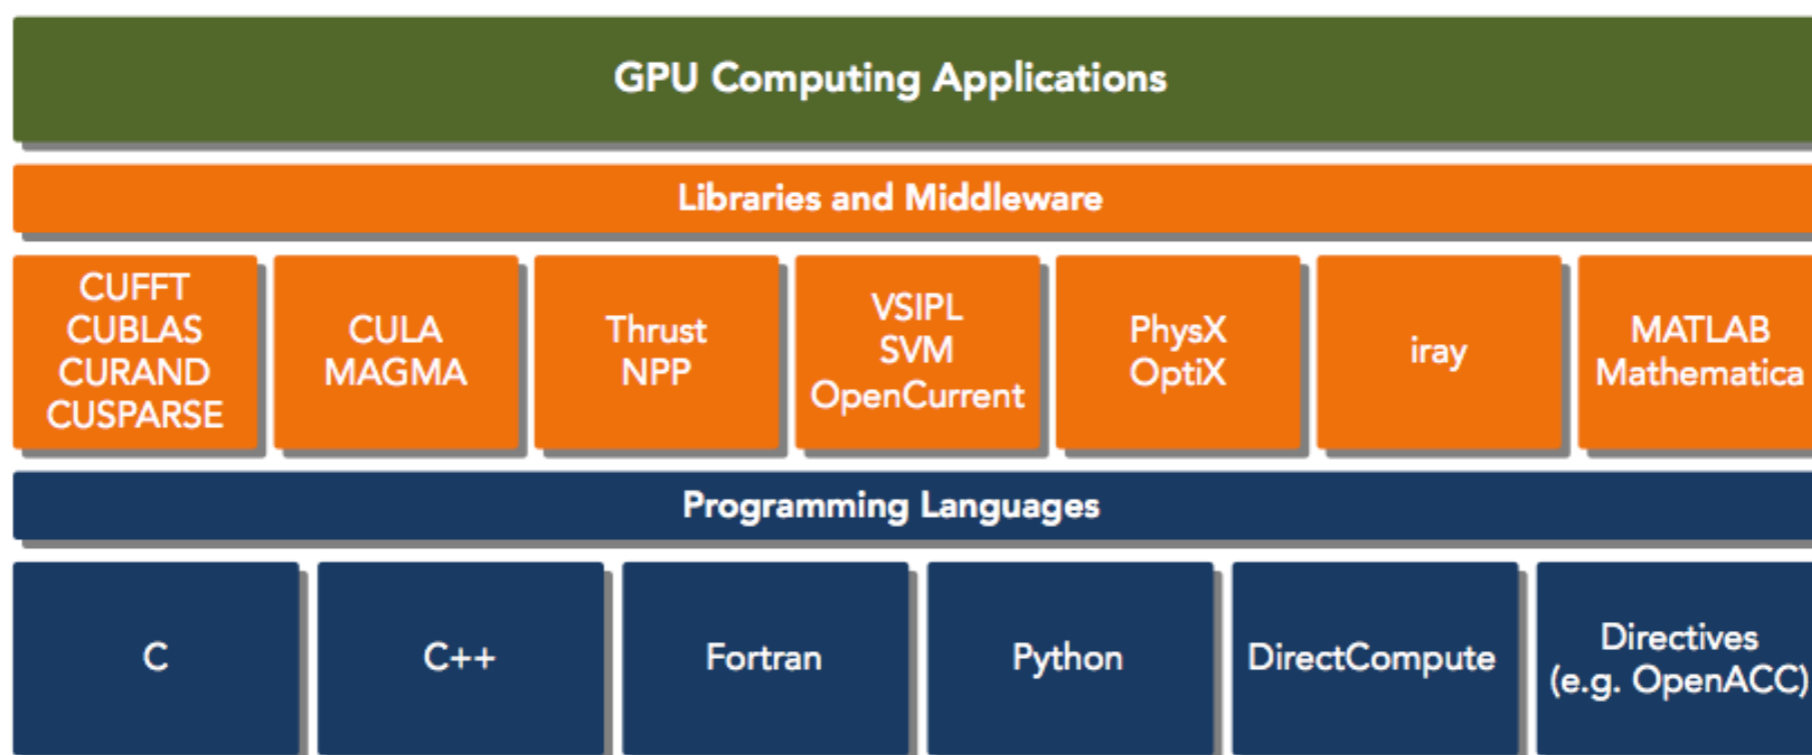 GPU Computing Applications
Libraries and Middleware
CUFFT
CUBLAS
CURAND
CUSPARSE
CULA
MAGMA
Thrust
NPP
VSIPL
SVM
OpenCurrent
PhysX
OptiX
iray
MATLAB
Mathematica
Programming Languages
C
C++
Fortran
Python
DirectCompute
Directives
(e.g. OpenACC)